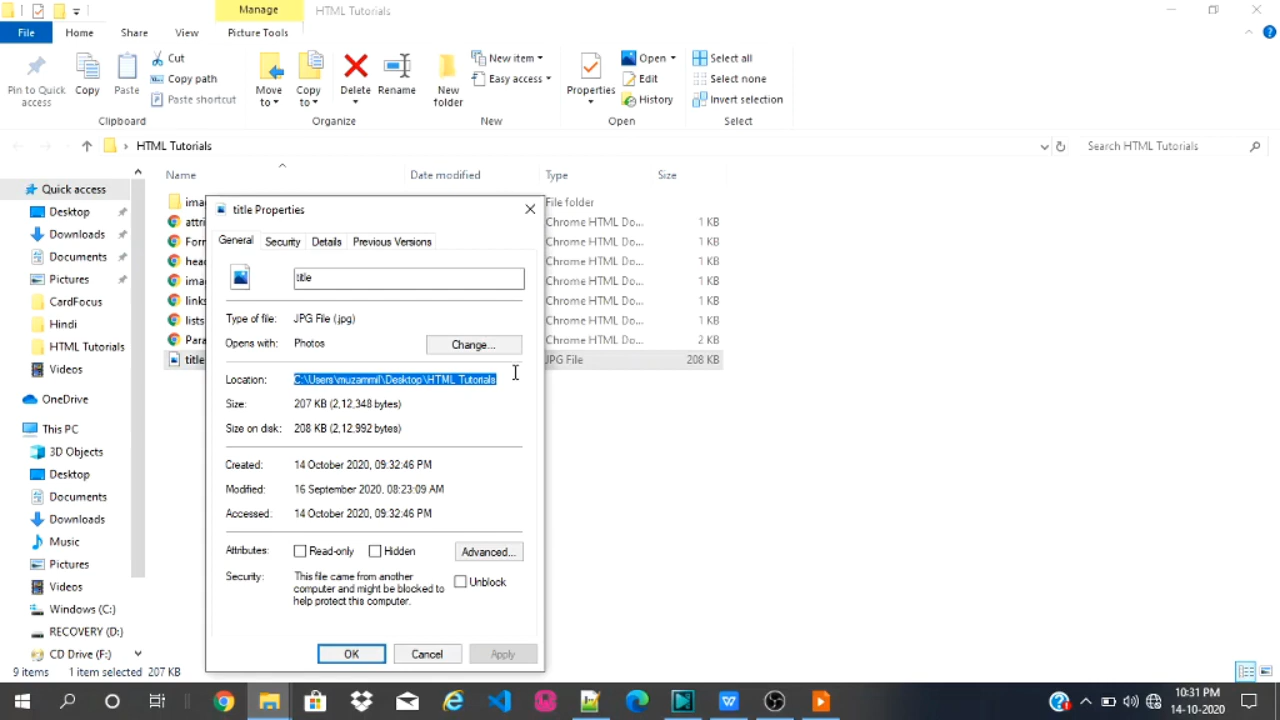 Manage
HTML Tutorials
File
Home
Share
View
Picture Tools
Pin to Quick
access
Copy
Paste
Cut
Copy path
Paste shortcut
Clipboard
Move
to
Copy
to
Delete
Rename
Organize
New
folder
New item
Easy access
New
Properties
Open
Edit
History
Open
Select all
Select none
Invert selection
Select
HTML Tutorials
Search HTML Tutorials
Name
Date modified
Type
Size
Quick access
Desktop
Downloads
Documents
Pictures
CardFocus
Hindi
HTML Tutorials
Videos
OneDrive
This PC
3D Objects
Desktop
Documents
Downloads
Music
Pictures
Videos
Windows (C:)
RECOVERY (D:)
CD Drive (F:)
ima
File folder
attri
Chrome HTML Do...
1 KB
Forr
Chrome HTML Do...
1 KB
head
Chrome HTML Do...
1 KB
ima
Chrome HTML Do...
1 KB
links
Chrome HTML Do...
1 KB
lists
Chrome HTML Do...
1 KB
Para
Chrome HTML Do...
2 KB
title
JPG File
208 KB
title Properties
General
Security
Details
Previous Versions
title
Type of file:
JPG File (.jpg)
Opens with:
Photos
Change...
Location:
C:\Users\muzammil\Desktop\HTML Tutorials
Size:
207 KB (2,12,348 bytes)
Size on disk:
208 KB (2,12,992 bytes)
Created:
14 October 2020, 09:32:46 PM
Modified:
16 September 2020, 08:23:09 AM
Accessed:
14 October 2020, 09:32:46 PM
Attributes:
Read-only
Hidden
Advanced...
Security:
This file came from another
computer and might be blocked to
help protect this computer.
Unblock
OK
Cancel
Apply
9 items
1 item selected 207 KB
10:31 PM
14-10-2020